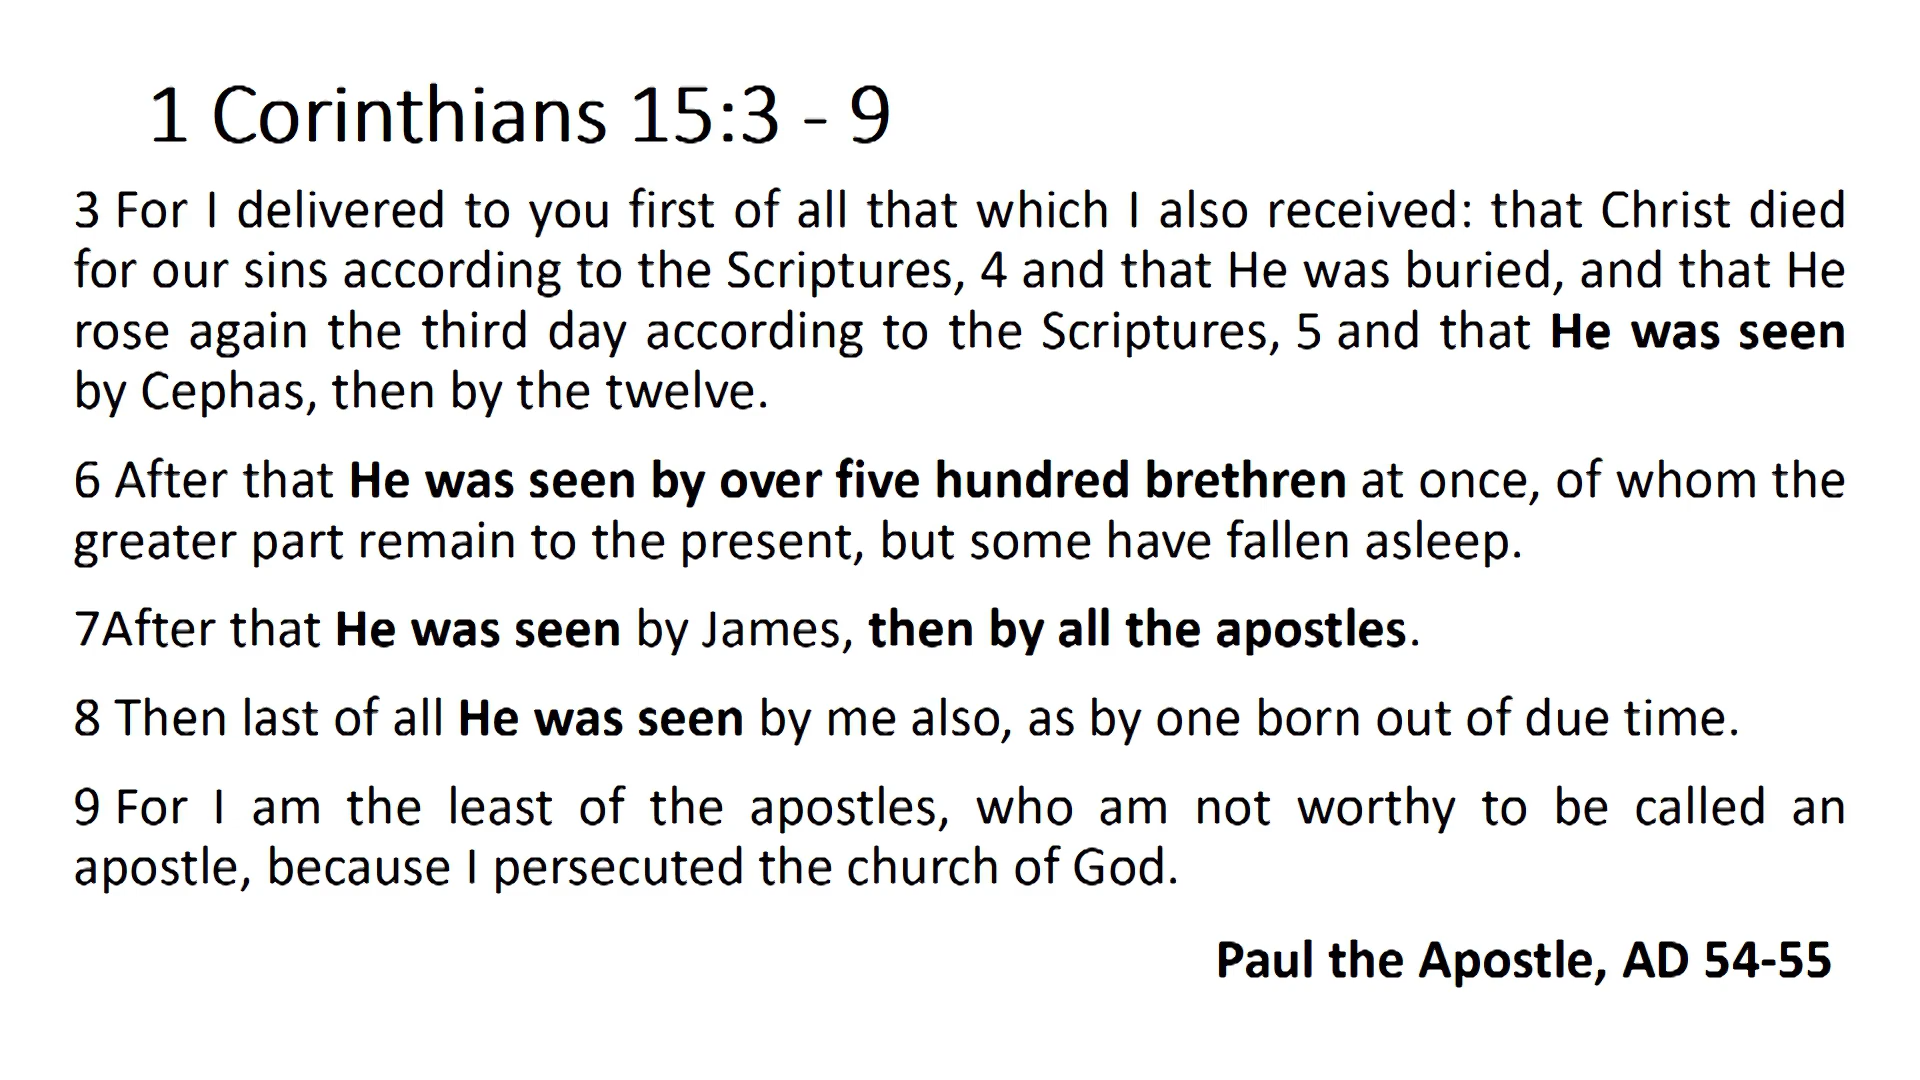 1 Corinthians 15:3 - 9
3 For I delivered to you first of all that which I also received: that Christ died
for our sins according to the Scriptures, 4 and that He was buried, and that He
rose again the third day according to the Scriptures, 5 and that He was seen
by Cephas, then by the twelve.
6 After that He was seen by over five hundred brethren at once, of whom the
greater part remain to the present, but some have fallen asleep.
7After that He was seen by James, then by all the apostles.
8 Then last of all He was seen by me also, as by one born out of due time.
9 For I am the least of the apostles, who am not worthy to be called an
apostle, because I persecuted the church of God.
Paul the Apostle, AD 54-55